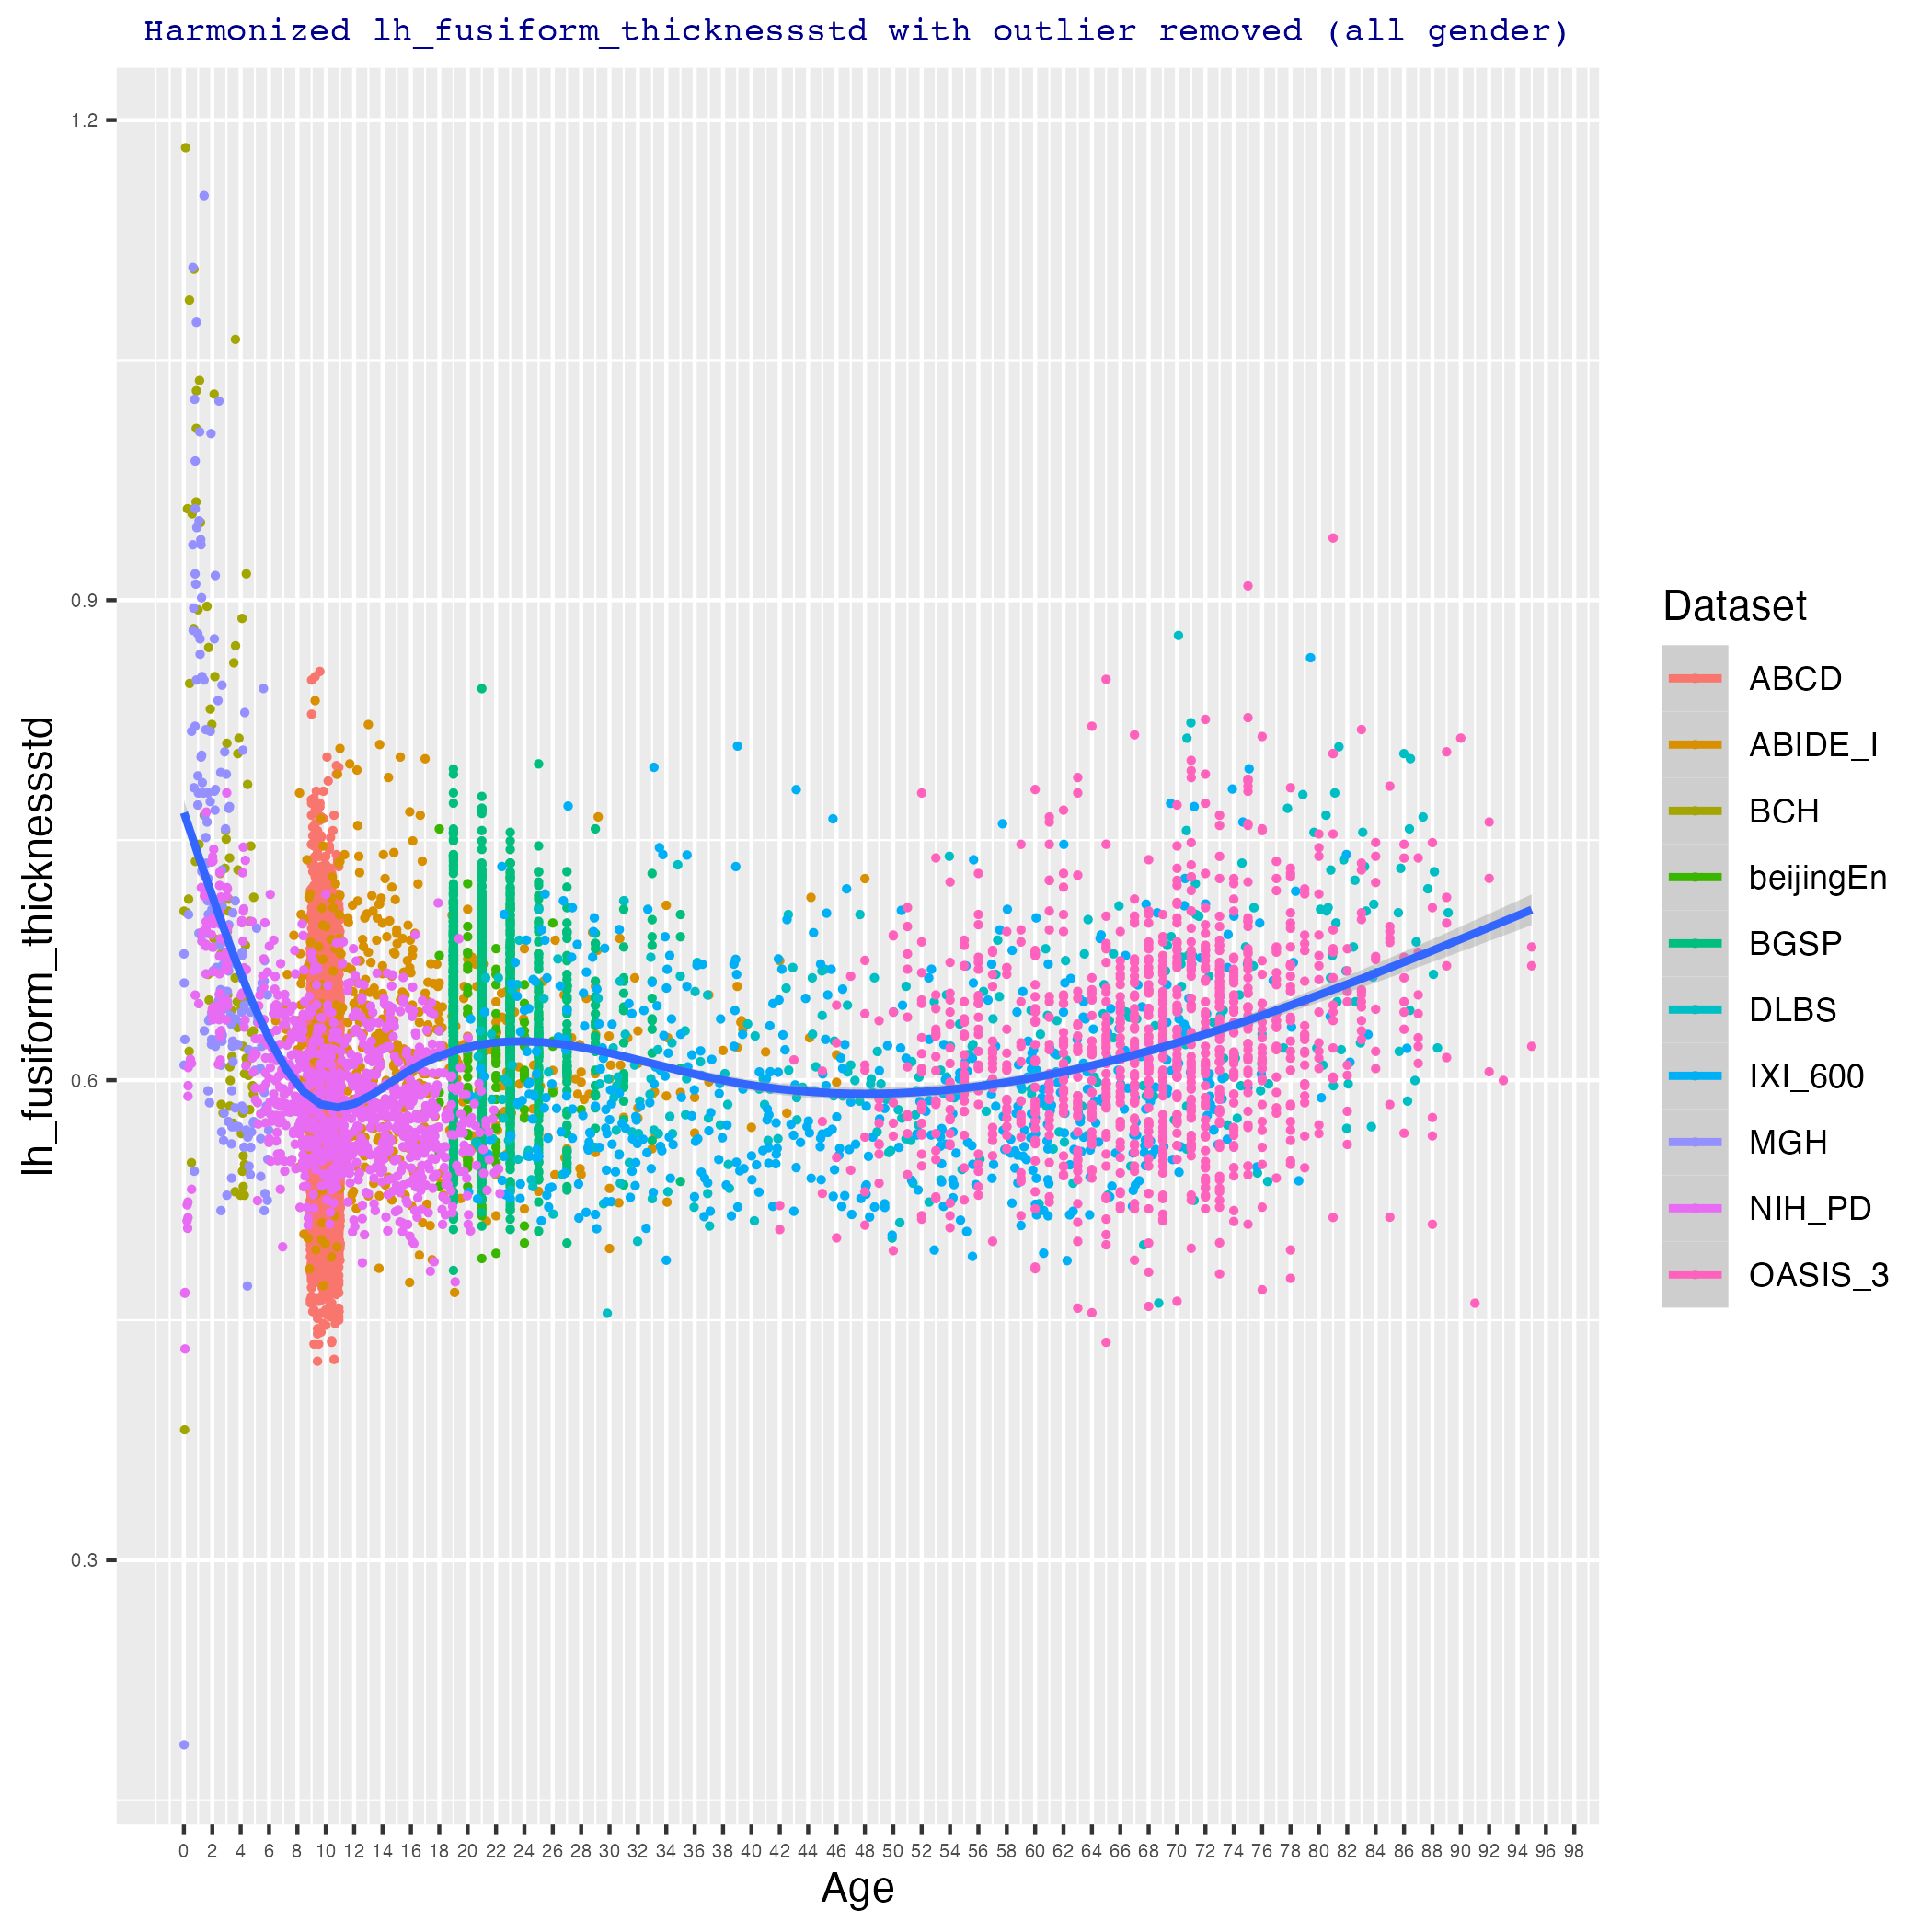 Harmonized lh_fusiform_thicknessstd with outlier removed (all gender)
1.2
0.9
0.6
0.3
lh_fusiform_thicknessstd
0 2 4 6 8 10 12 14 16 18 20 22 24 26 28 30 32 34 36 38 40 42 44 46 48 50 52 54 56 58 60 62 64 66 68 70 72 74 76 78 80 82 84 86 88 90 92 94 96 98
Age
Dataset
ABCD
ABIDE_I
BCH
beijingEn
BGSP
DLBS
IXI_600
MGH
NIH_PD
OASIS_3